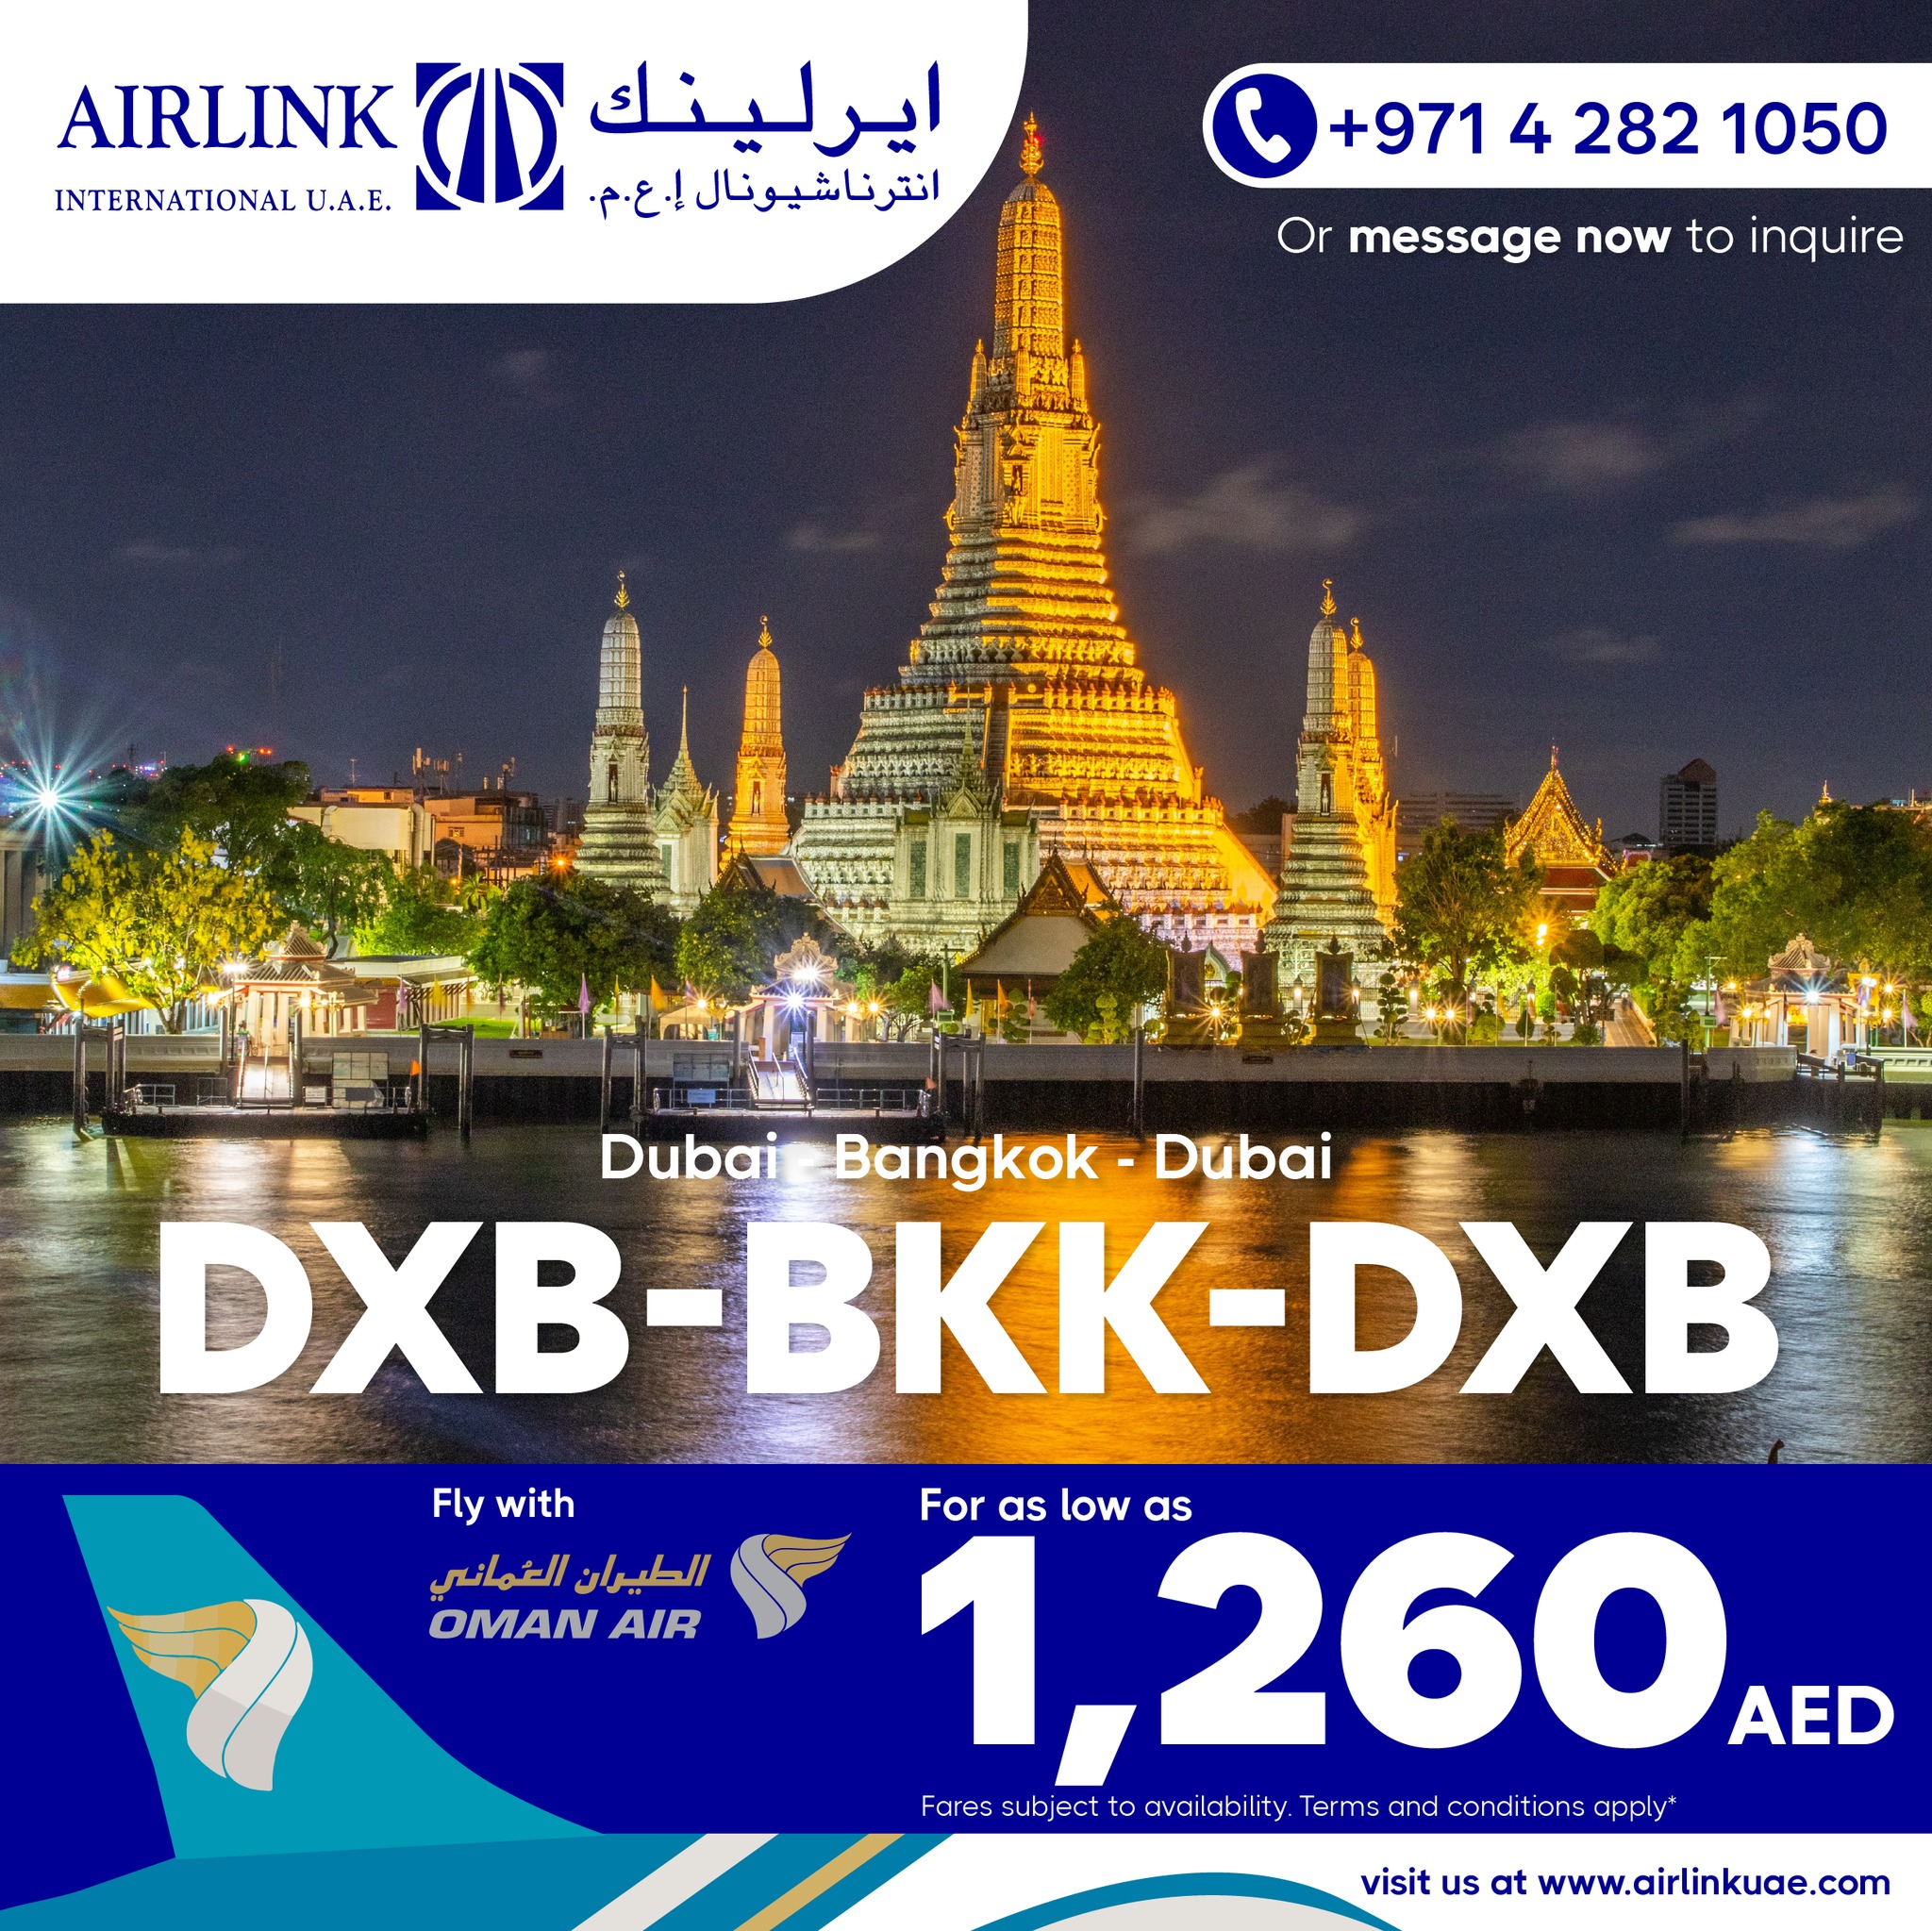 AIRLINK
INTERNATIONAL U.A.E.
ايرلينك
انترناشيونال إ.ع.م.
+971 4 282 1050
Or message now to inquire
Dubai - Bangkok - Dubai
DXB-BKK-DXB
Fly with
الطيران العُماني
OMAN AIR
For as low as
1,260 AED
Fares subject to availability. Terms and conditions apply*
visit us at www.airlinkuae.com